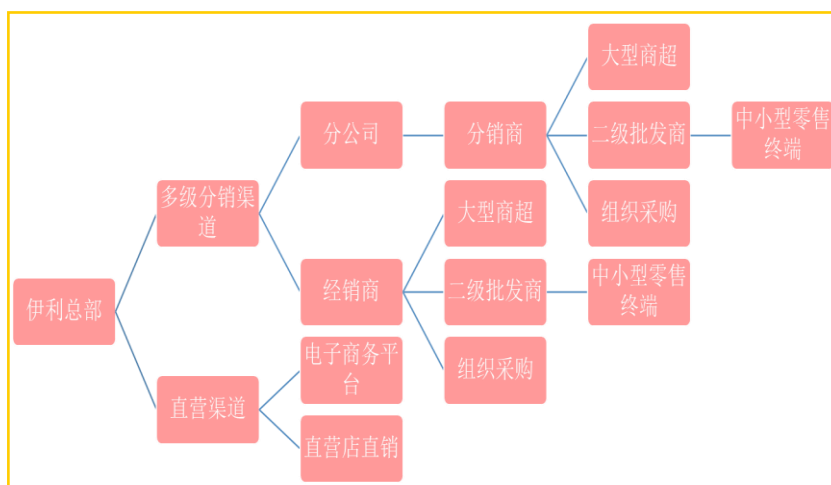 伊利总部
多级分销渠
道
分公司
分销商
大型商超
二级批发商
中小型零售
终端
组织采购
经销商
大型商超
二级批发商
中小型零售
终端
组织采购
直营渠道
电子商务平
台
直营店直销